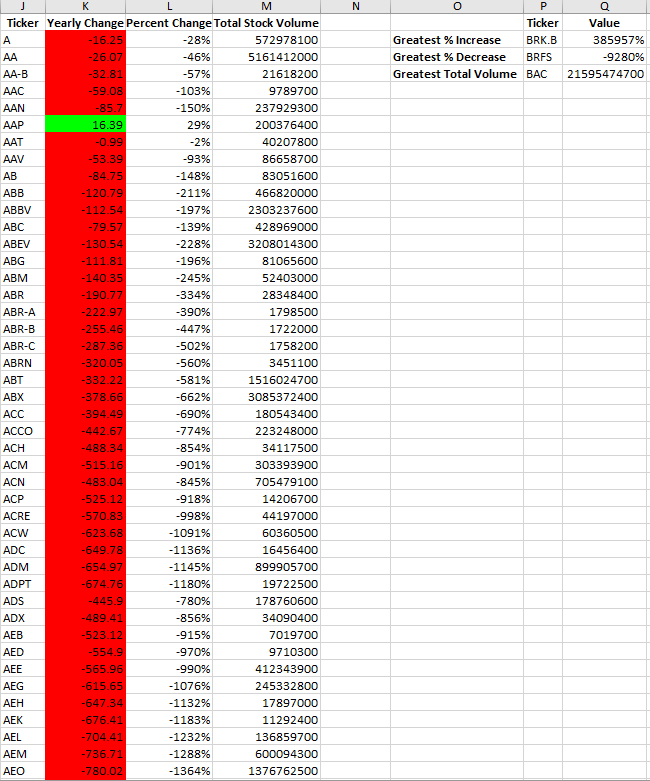 J K L M N O P Q
Ticker Yearly Change Percent Change Total Stock Volume Ticker Value
A -16.25 -28% 572978100 Greatest % Increase BRK.B 385957%
AA -26.07 -46% 5161412000 Greatest % Decrease BRFS -9280%
AA-B -32.81 -57% 21618200 Greatest Total Volume BAC 21595474700
AAC -59.08 -103% 9789700
AAN -85.7 -150% 237929300
AAP 16.39 29% 200376400
AAT -0.99 -2% 40207800
AAV -53.39 -93% 86658700
AB -84.75 -148% 83051600
ABB -120.79 -211% 466820000
ABBV -112.54 -197% 2303237600
ABC -79.57 -139% 428969000
ABEV -130.54 -228% 3208014300
ABG -111.81 -196% 81065600
ABM -140.35 -245% 52403000
ABR -190.77 -334% 28348400
ABR-A -222.97 -390% 1798500
ABR-B -255.46 -447% 1722000
ABR-C -287.36 -502% 1758200
ABRN -320.05 -560% 3451100
ABT -332.22 -581% 1516024700
ABX -378.66 -662% 3085372400
ACC -394.49 -690% 180543400
ACCO -442.67 -774% 223248000
ACH -488.34 -854% 34117500
ACM -515.16 -901% 303393900
ACN -483.04 -845% 705479100
ACP -525.12 -918% 14206700
ACRE -570.83 -998% 44197000
ACW -623.68 -1091% 60360500
ADC -649.78 -1136% 16456400
ADM -654.97 -1145% 899905700
ADPT -674.76 -1180% 19722500
ADS -445.9 -780% 178760600
ADX -489.41 -856% 34090400
AEB -523.12 -915% 7019700
AED -554.9 -970% 9710300
AEE -565.96 -990% 412343900
AEG -615.65 -1076% 245332800
AEH -647.34 -1132% 17897000
AEK -676.41 -1183% 11292400
AEL -704.41 -1232% 136859700
AEM -736.71 -1288% 600094300
AEO -780.02 -1364% 1376762500